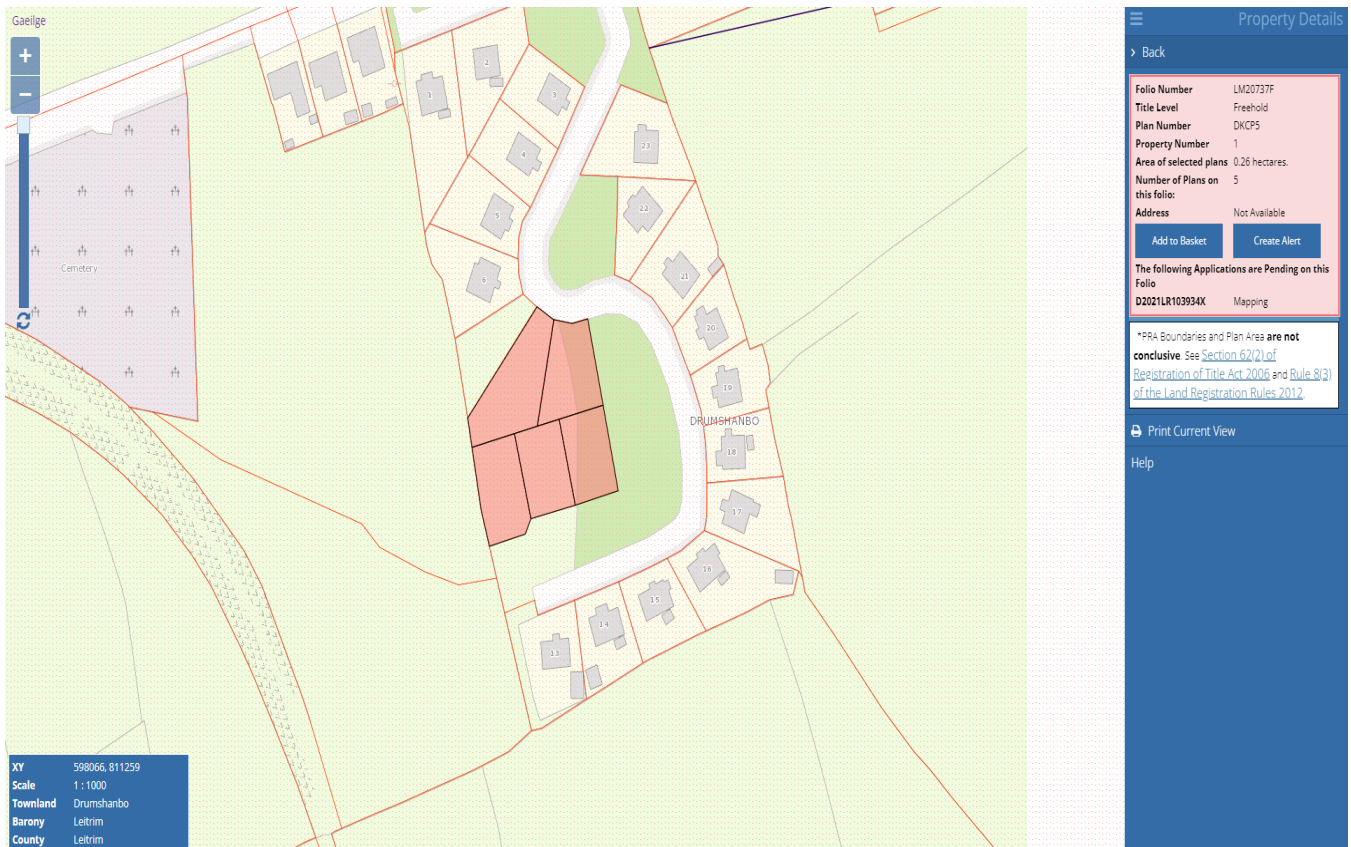 Gaeilge
+
−
Cemetery
1
2
3
4
5
6
23
22
21
20
19
DRUMSHANBO
18
17
16
15
14
13
XY 598066, 811259
Scale 1 : 1000
Townland Drumshanbo
Barony Leitrim
County Leitrim
☰ Property Details
› Back
Folio Number LM20737F
Title Level Freehold
Plan Number DKCP5
Property Number 1
Area of selected plans 0.26 hectares.
Number of Plans on 5
this folio:
Address Not Available
Add to Basket Create Alert
The following Applications are Pending on this
Folio
D2021LR103934X Mapping
*PRA Boundaries and Plan Area are not
conclusive. See Section 62(2) of
Registration of Title Act 2006 and Rule 8(3)
of the Land Registration Rules 2012.
Print Current View
Help